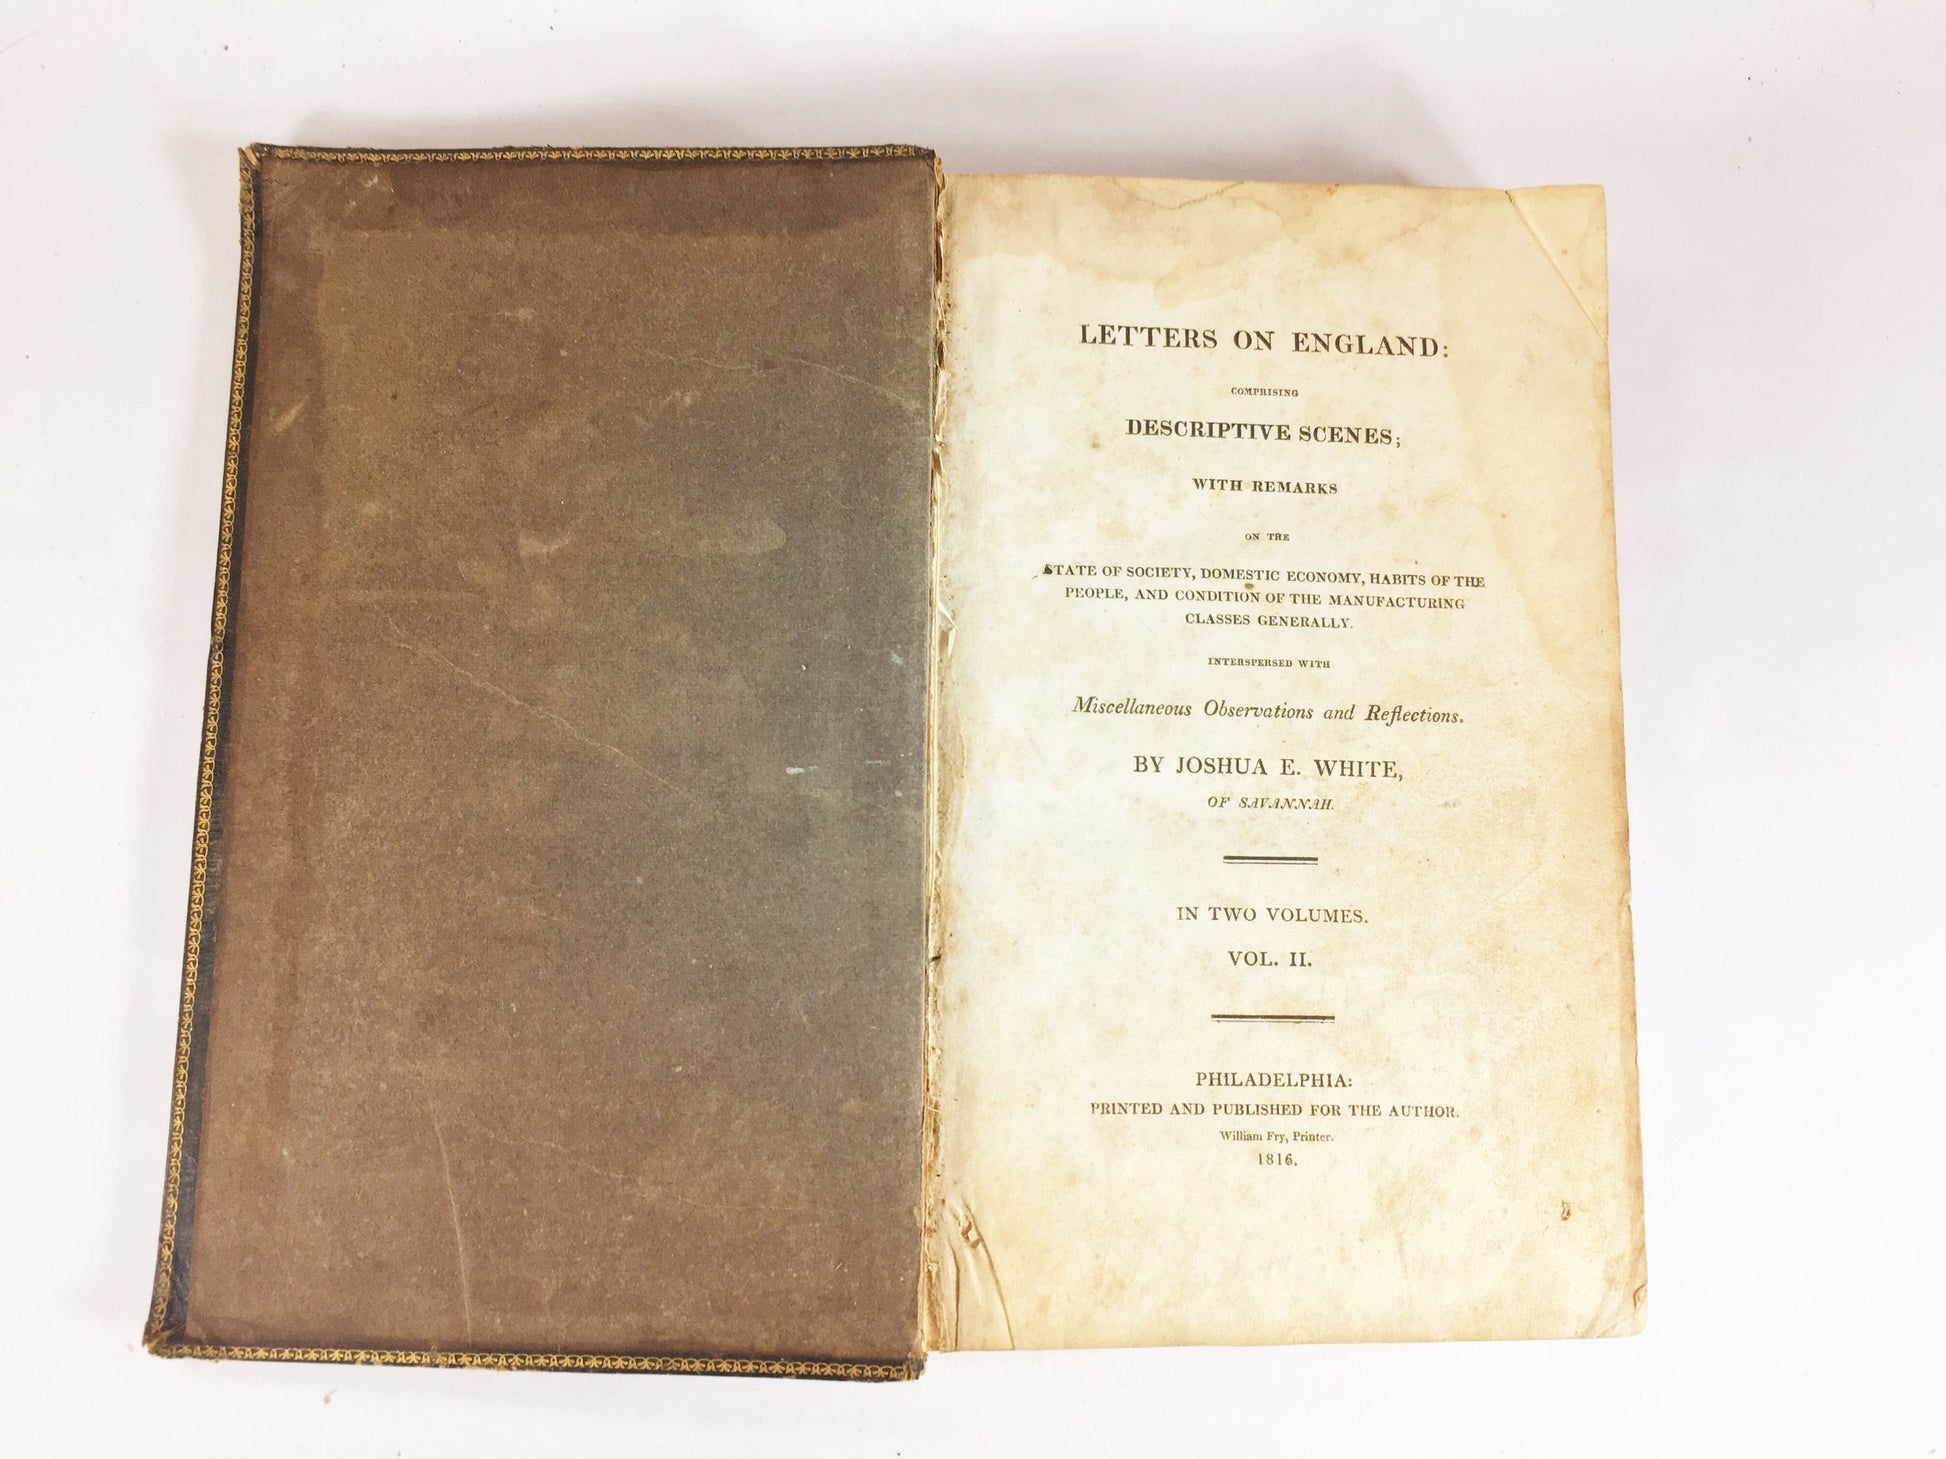 LETTERS ON ENGLAND:
COMPRISING
DESCRIPTIVE SCENES;
WITH REMARKS
ON THE
STATE OF SOCIETY, DOMESTIC ECONOMY, HABITS OF THE
PEOPLE, AND CONDITION OF THE MANUFACTURING
CLASSES GENERALLY.
INTERSPERSED WITH
Miscellaneous Observations and Reflections.
BY JOSHUA E. WHITE,
OF SAVANNAH.
IN TWO VOLUMES.
VOL. II.
PHILADELPHIA:
PRINTED AND PUBLISHED FOR THE AUTHOR.
William Fry, Printer.
1816.